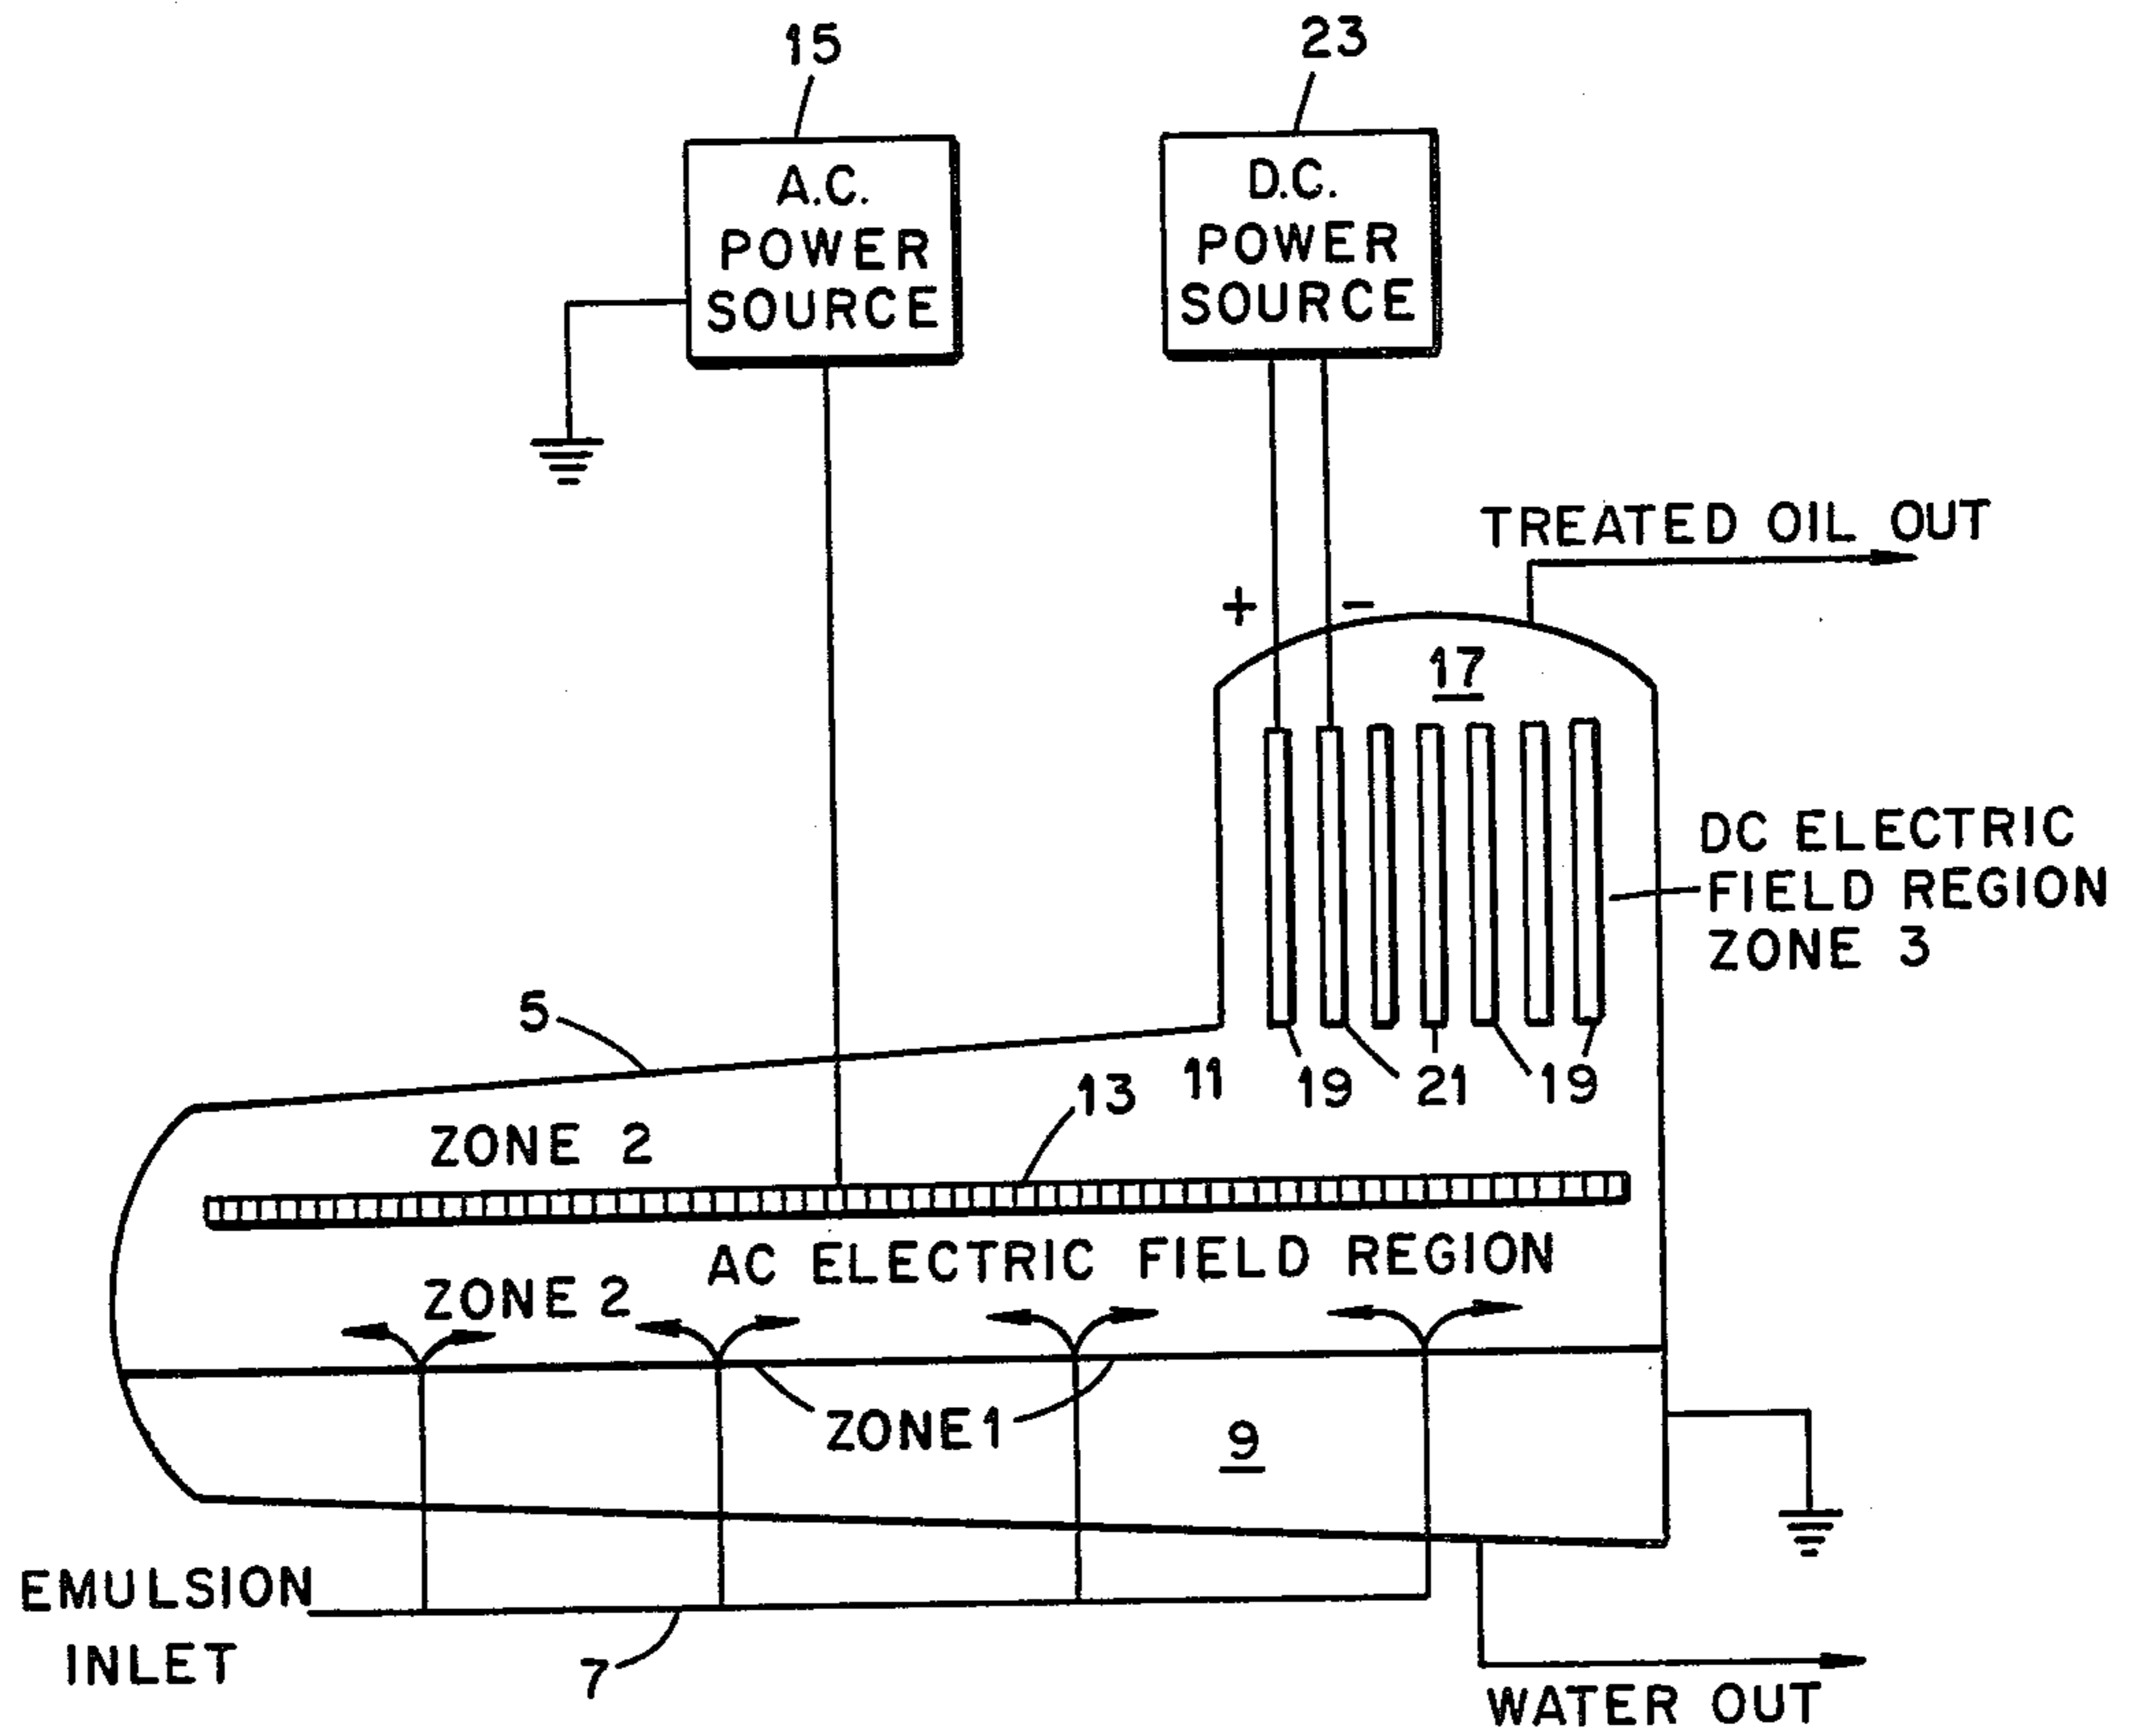 15
23
A.C.
POWER
SOURCE
D.C.
POWER
SOURCE
TREATED OIL OUT
+
−
17
DC ELECTRIC
FIELD REGION
ZONE 3
5
11
19
21
19
13
ZONE 2
AC ELECTRIC FIELD REGION
ZONE 2
ZONE 1
9
EMULSION
INLET
7
WATER OUT